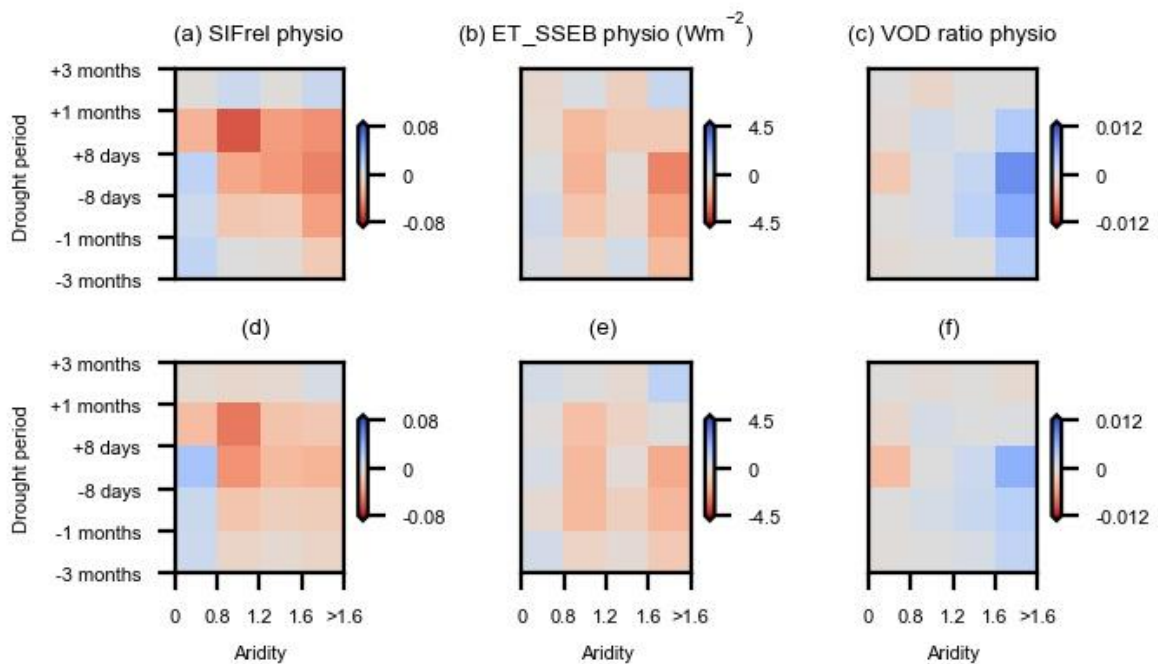 (a) SIFrel physio
(b) ET_SSEB physio (Wm⁻²)
(c) VOD ratio physio
Drought period
+3 months
+1 months
+8 days
-8 days
-1 months
-3 months
0.08
0
-0.08
4.5
0
-4.5
0.012
0
-0.012
(d)
(e)
(f)
Drought period
+3 months
+1 months
+8 days
-8 days
-1 months
-3 months
0.08
0
-0.08
4.5
0
-4.5
0.012
0
-0.012
0 0.8 1.2 1.6 >1.6
0 0.8 1.2 1.6 >1.6
0 0.8 1.2 1.6 >1.6
Aridity
Aridity
Aridity